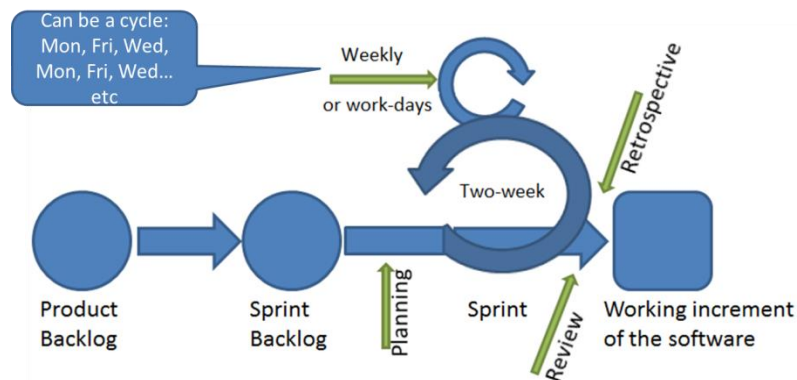 Can be a cycle:
Mon, Fri, Wed,
Mon, Fri, Wed...
etc
Weekly
or work-days
Retrospective
Two-week
Product
Backlog
Sprint
Backlog
Planning
Sprint
Review
Working increment
of the software